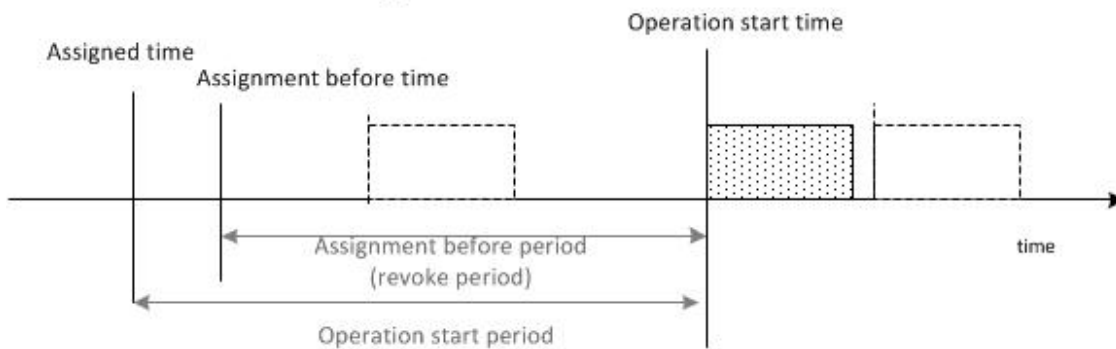 Operation start time
Assigned time
Assignment before time
Assignment before period
(revoke period)
time
Operation start period